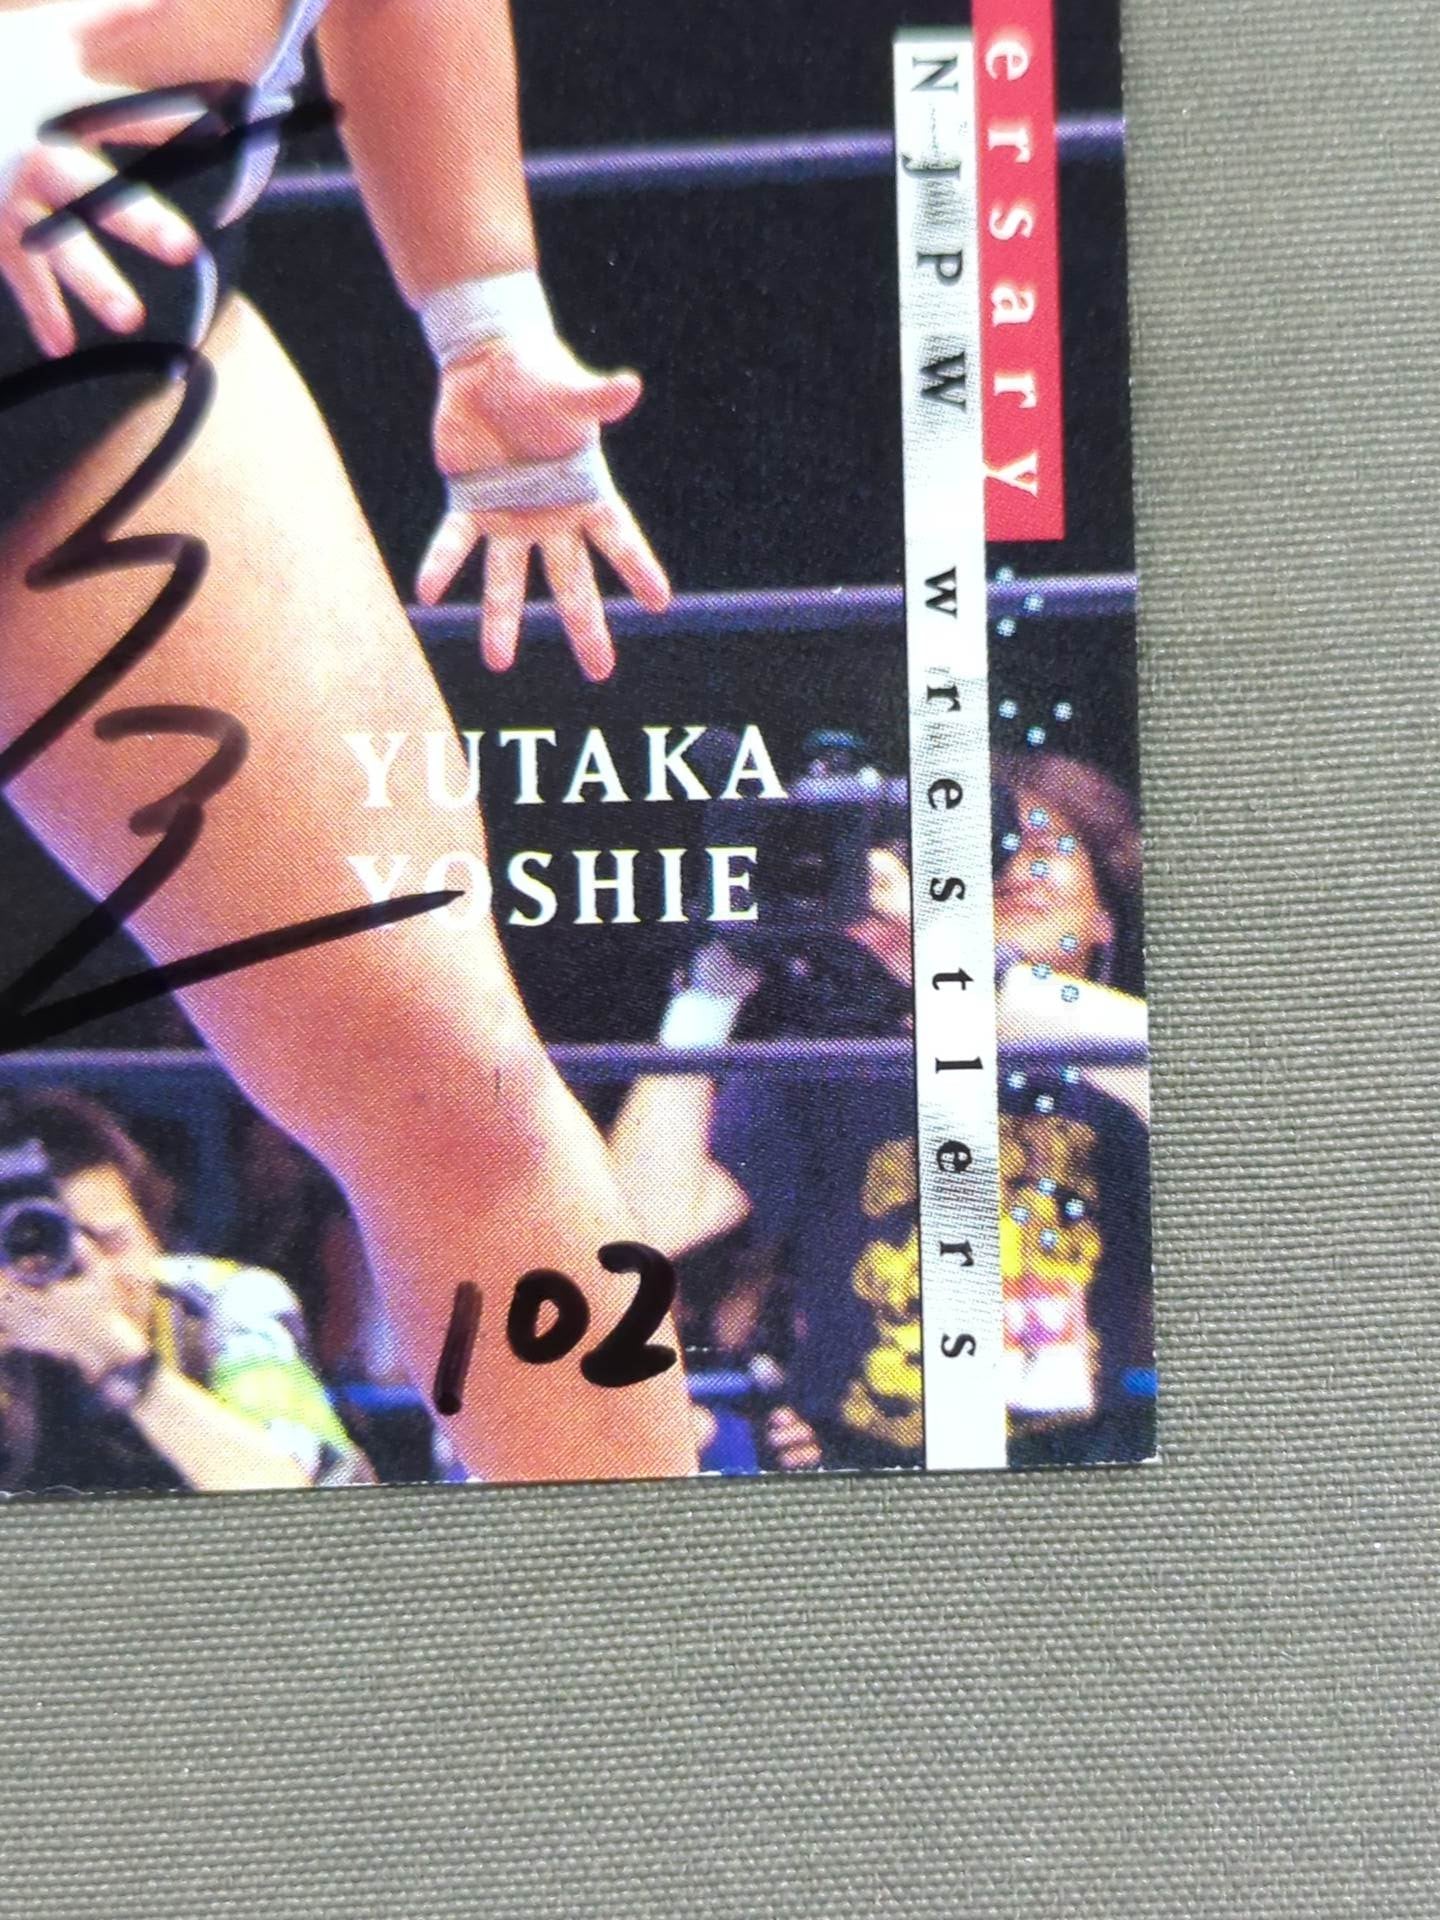 ersary
NJPW wrestlers
YUTAKA
YOSHIE
102